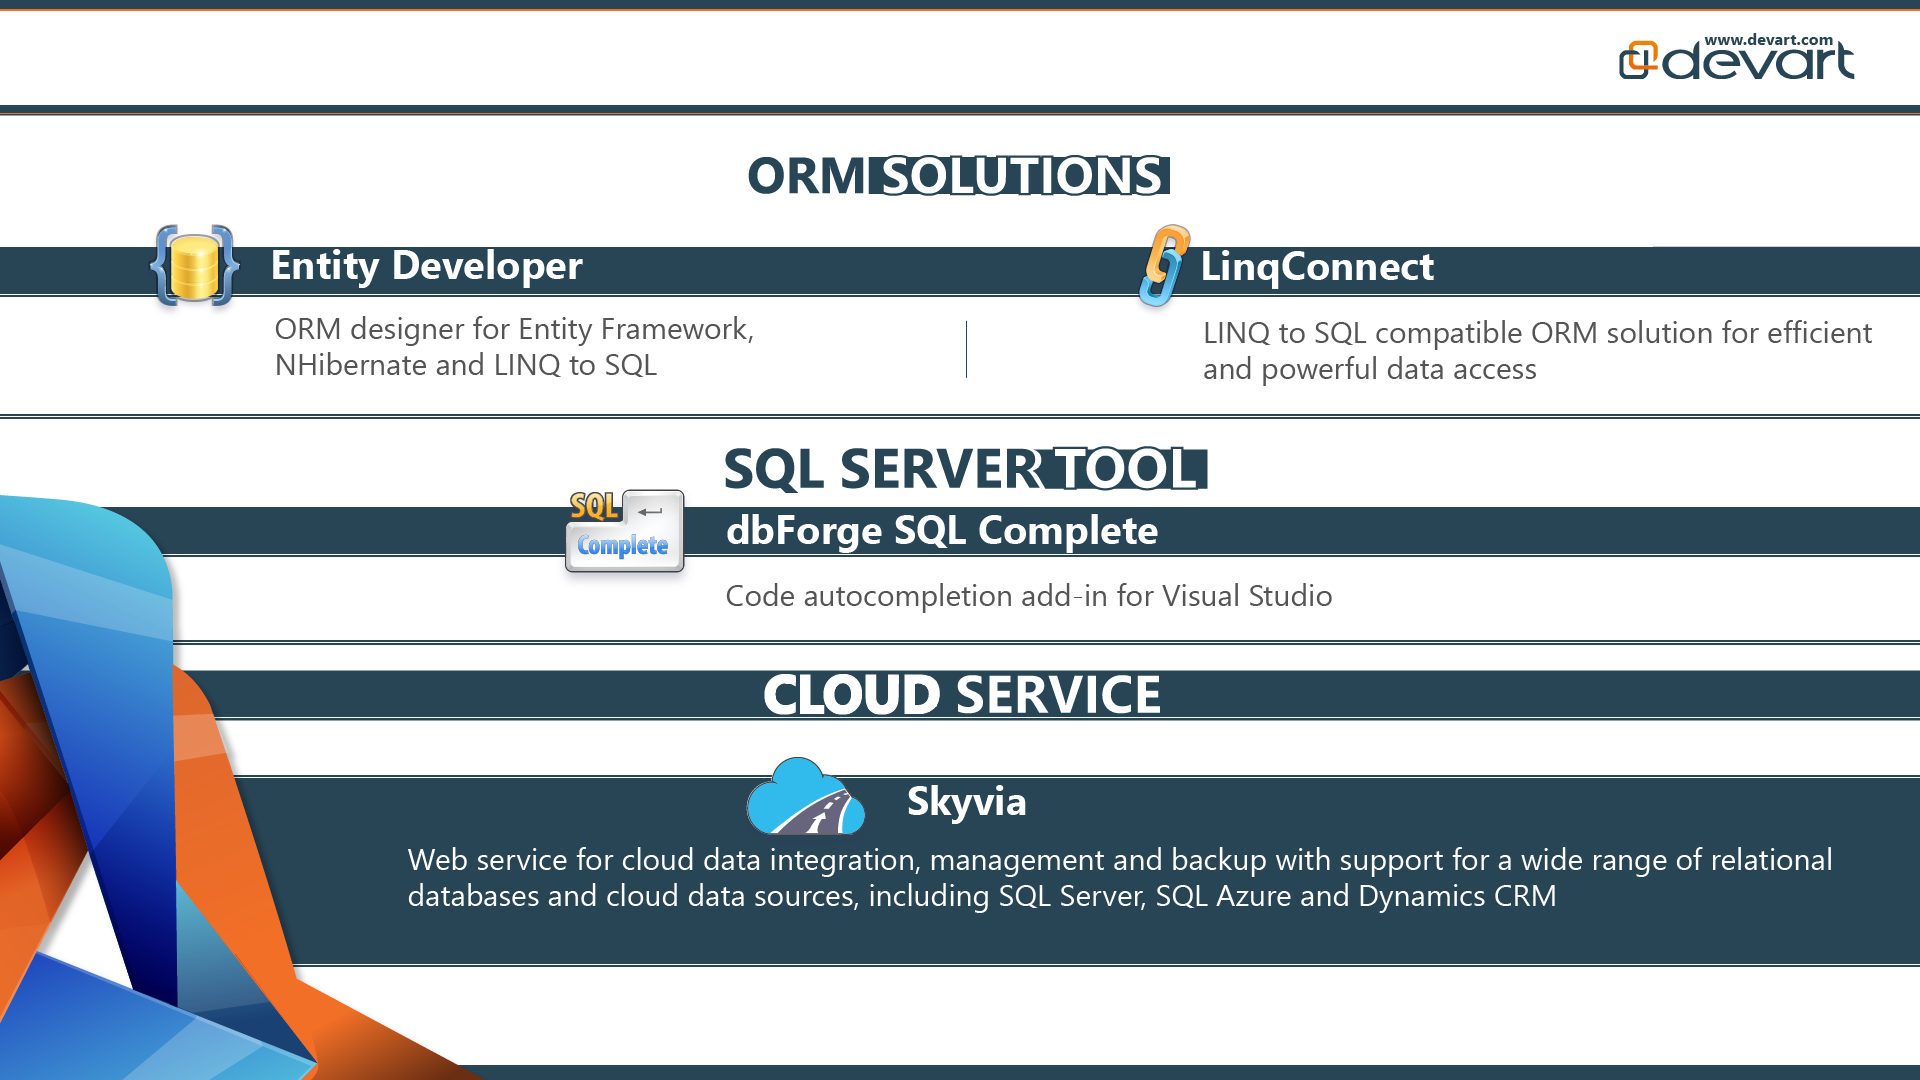 www.devart.com
devart
ORM SOLUTIONS
Entity Developer
ORM designer for Entity Framework,
NHibernate and LINQ to SQL
LinqConnect
LINQ to SQL compatible ORM solution for efficient
and powerful data access
SQL SERVER TOOL
SQL
Complete
dbForge SQL Complete
Code autocompletion add-in for Visual Studio
CLOUD SERVICE
Skyvia
Web service for cloud data integration, management and backup with support for a wide range of relational
databases and cloud data sources, including SQL Server, SQL Azure and Dynamics CRM